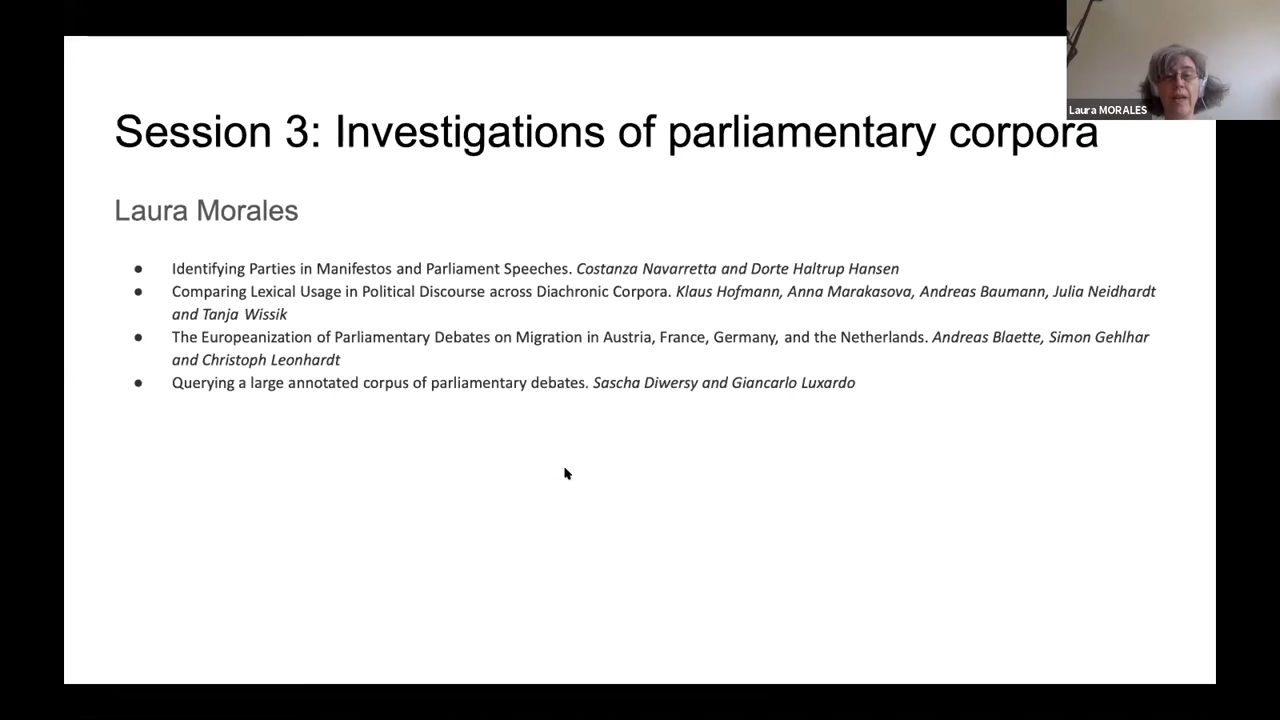 Laura MORALES
Session 3: Investigations of parliamentary corpora
Laura Morales
● Identifying Parties in Manifestos and Parliament Speeches. Costanza Navarretta and Dorte Haltrup Hansen
● Comparing Lexical Usage in Political Discourse across Diachronic Corpora. Klaus Hofmann, Anna Marakasova, Andreas Baumann, Julia Neidhardt
and Tanja Wissik
● The Europeanization of Parliamentary Debates on Migration in Austria, France, Germany, and the Netherlands. Andreas Blaette, Simon Gehlhar
and Christoph Leonhardt
● Querying a large annotated corpus of parliamentary debates. Sascha Diwersy and Giancarlo Luxardo